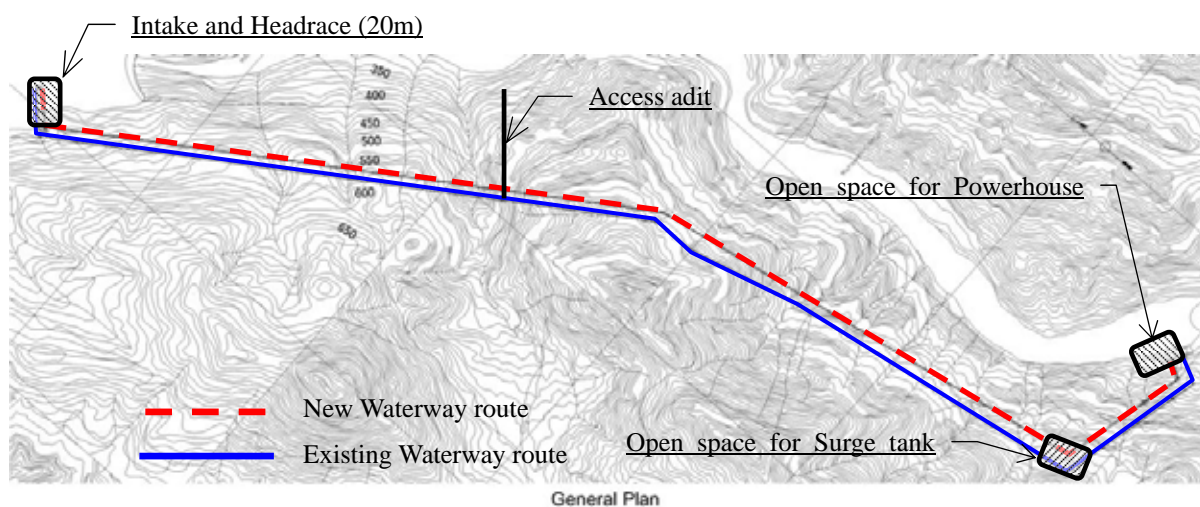 Intake and Headrace (20m)
350
400
450
500
550
600
650
Access adit
Open space for Powerhouse
New Waterway route
Existing Waterway route
Open space for Surge tank
General Plan